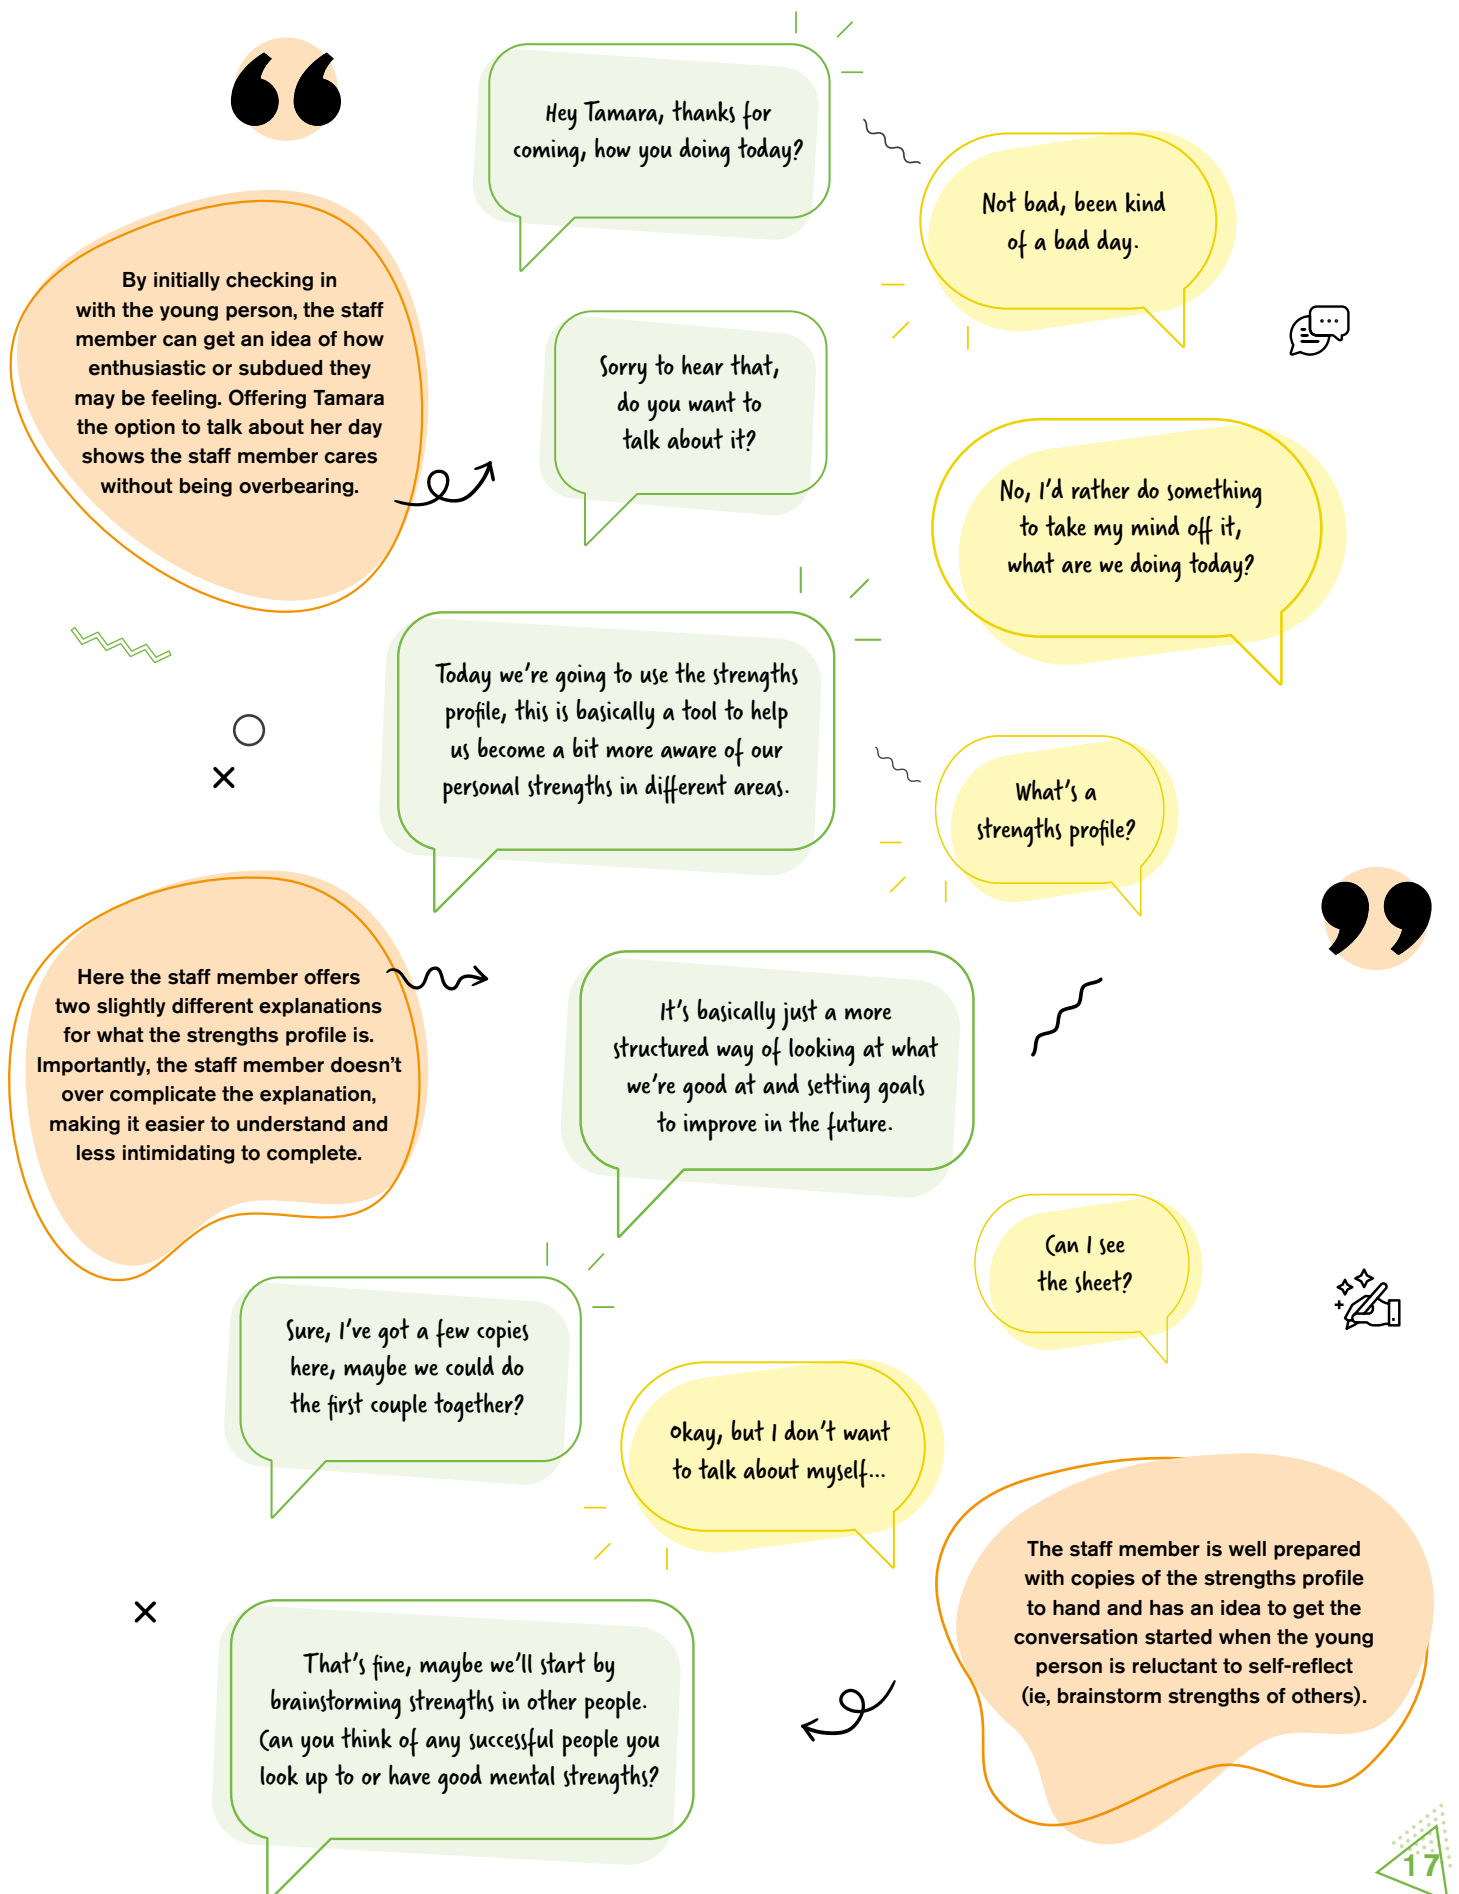 Hey Tamara, thanks for
coming, how you doing today?
Not bad, been kind
of a bad day.
By initially checking in
with the young person, the staff
member can get an idea of how
enthusiastic or subdued they
may be feeling. Offering Tamara
the option to talk about her day
shows the staff member cares
without being overbearing.
Sorry to hear that,
do you want to
talk about it?
No, I'd rather do something
to take my mind off it,
what are we doing today?
Today we're going to use the strengths
profile, this is basically a tool to help
us become a bit more aware of our
personal strengths in different areas.
What's a
strengths profile?
Here the staff member offers
two slightly different explanations
for what the strengths profile is.
Importantly, the staff member doesn't
over complicate the explanation,
making it easier to understand and
less intimidating to complete.
It's basically just a more
structured way of looking at what
we're good at and setting goals
to improve in the future.
Can I see
the sheet?
Sure, I've got a few copies
here, maybe we could do
the first couple together?
Okay, but I don't want
to talk about myself...
The staff member is well prepared
with copies of the strengths profile
to hand and has an idea to get the
conversation started when the young
person is reluctant to self-reflect
(ie, brainstorm strengths of others).
That's fine, maybe we'll start by
brainstorming strengths in other people.
Can you think of any successful people you
look up to or have good mental strengths?
17